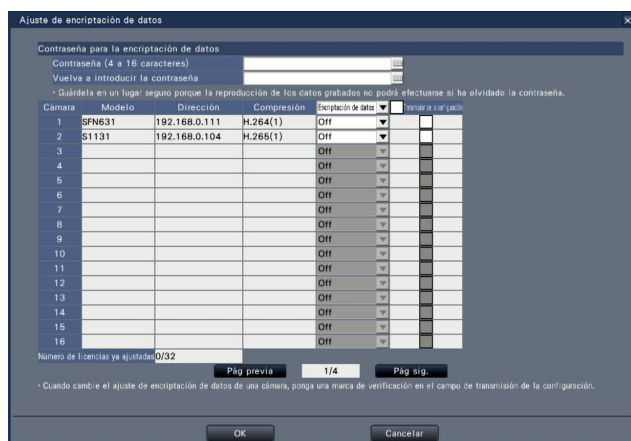 Ajuste de encriptación de datos
Contraseña para la encriptación de datos
Contraseña (4 a 16 caracteres)
Vuelva a introducir la contraseña
・Guárdela en un lugar seguro porque la reproducción de los datos grabados no podrá efectuarse si ha olvidado la contraseña.
Cámara Modelo Dirección Compresión Encriptación de datos Transmisión de la configuración
1 SFN631 192.168.0.111 H.264(1) Off
2 S1131 192.168.0.104 H.265(1) Off
3 Off
4 Off
5 Off
6 Off
7 Off
8 Off
9 Off
10 Off
11 Off
12 Off
13 Off
14 Off
15 Off
16 Off
Número de licencias ya ajustadas 0/32
Pàg previa 1/4 Pàg sig.
・Cuando cambie el ajuste de encriptación de datos de una cámara, ponga una marca de verificación en el campo de transmisión de la configuración.
OK Cancelar